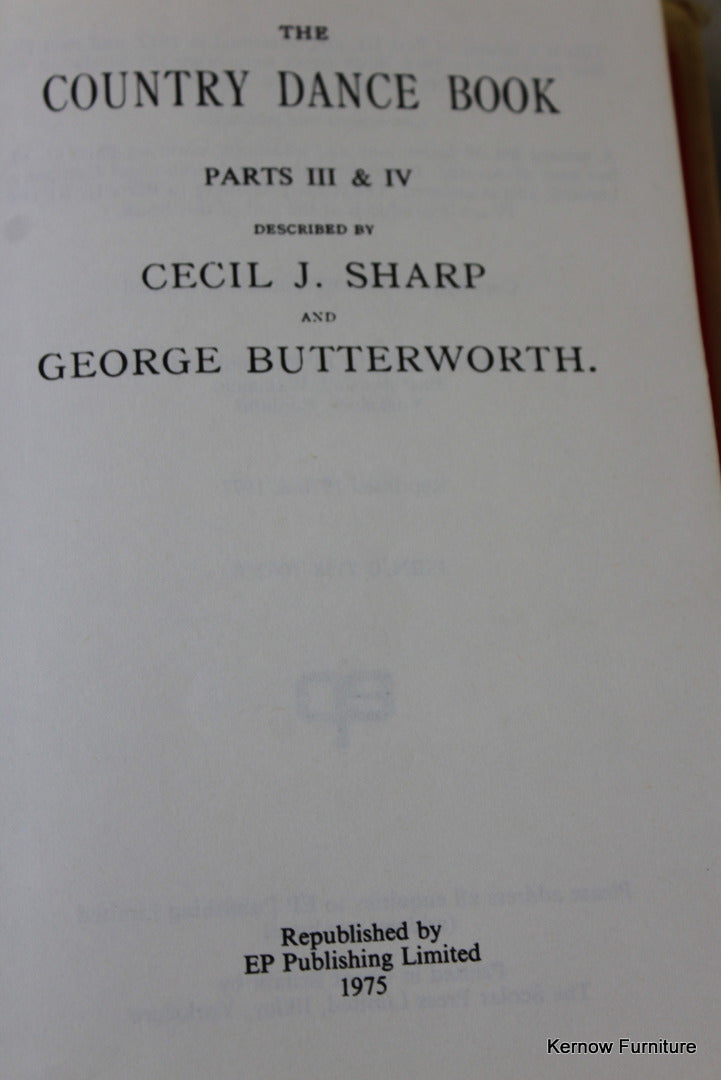 THE
COUNTRY DANCE BOOK
PARTS III & IV
DESCRIBED BY
CECIL J. SHARP
AND
GEORGE BUTTERWORTH.
Republished by
EP Publishing Limited
1975
Kernow Furniture